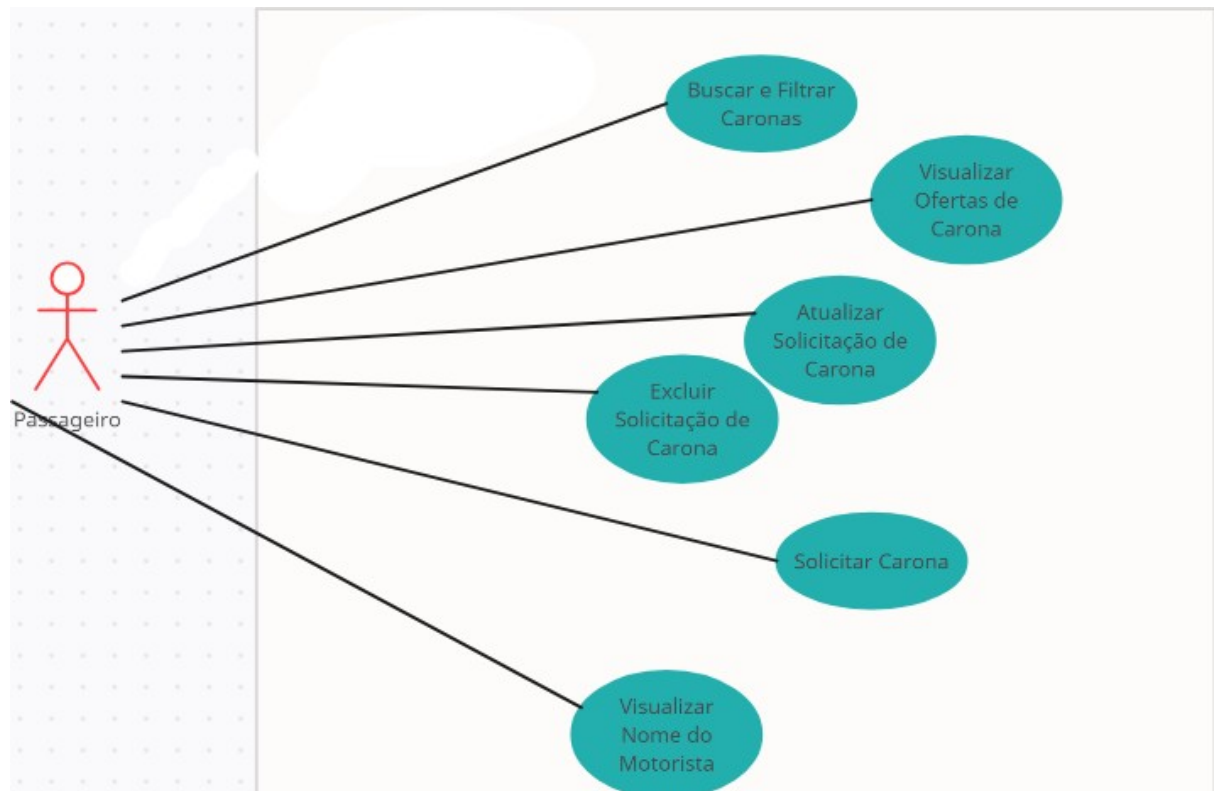 Buscar e Filtrar
Caronas
Visualizar
Ofertas de
Carona
Atualizar
Solicitação de
Carona
Excluir
Solicitação de
Carona
Passageiro
Solicitar Carona
Visualizar
Nome do
Motorista